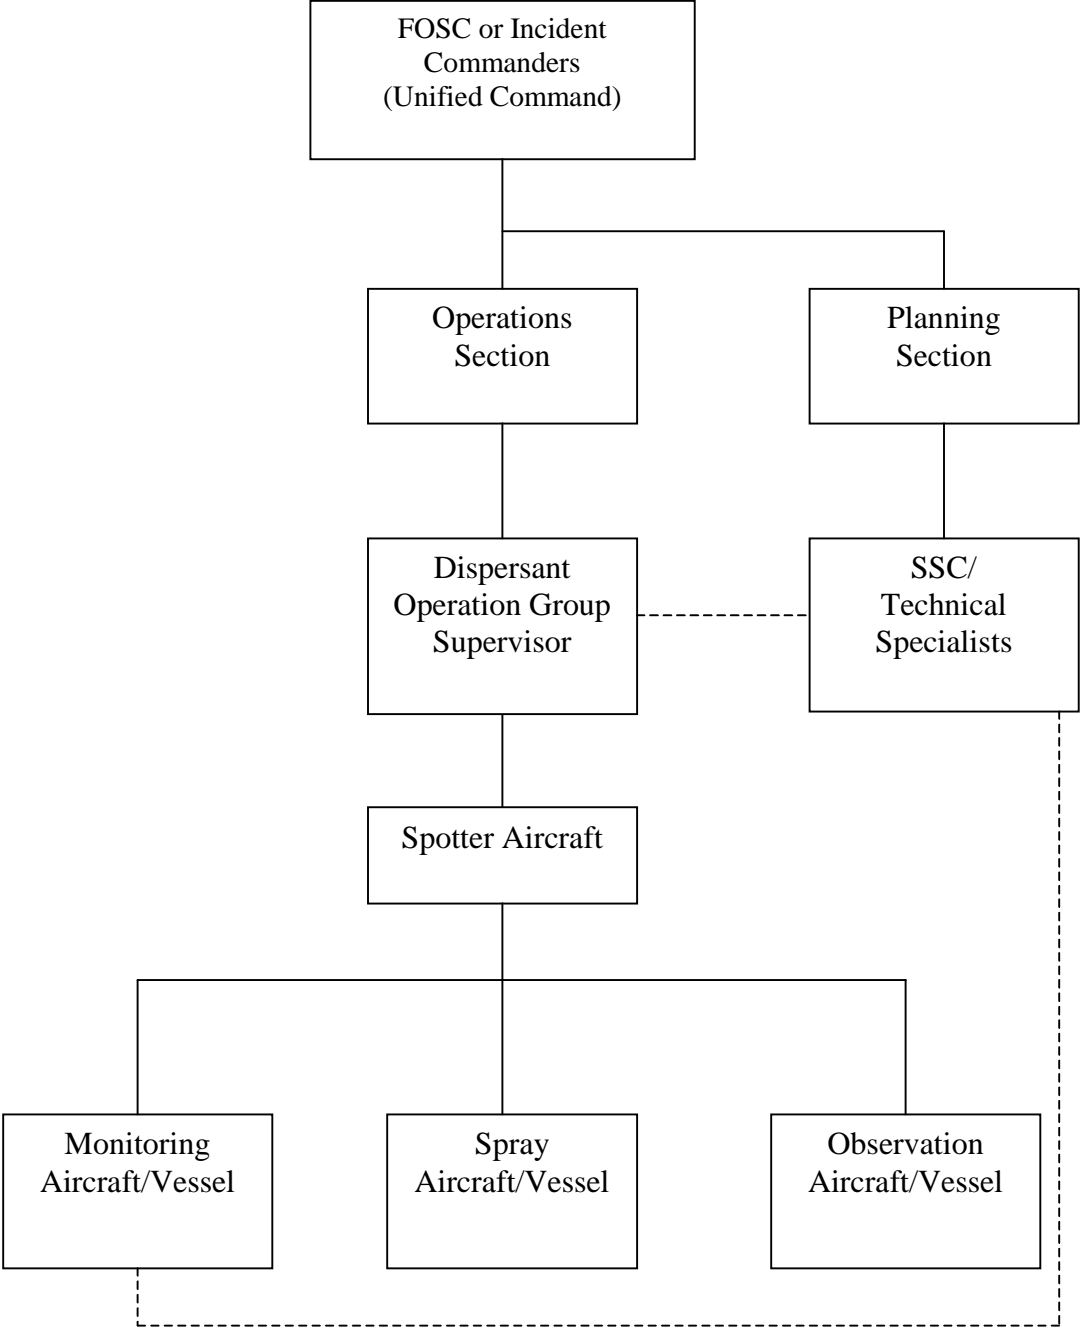 FOSC or Incident
Commanders
(Unified Command)
Operations
Section
Planning
Section
Dispersant
Operation Group
Supervisor
SSC/
Technical
Specialists
Spotter Aircraft
Monitoring
Aircraft/Vessel
Spray
Aircraft/Vessel
Observation
Aircraft/Vessel